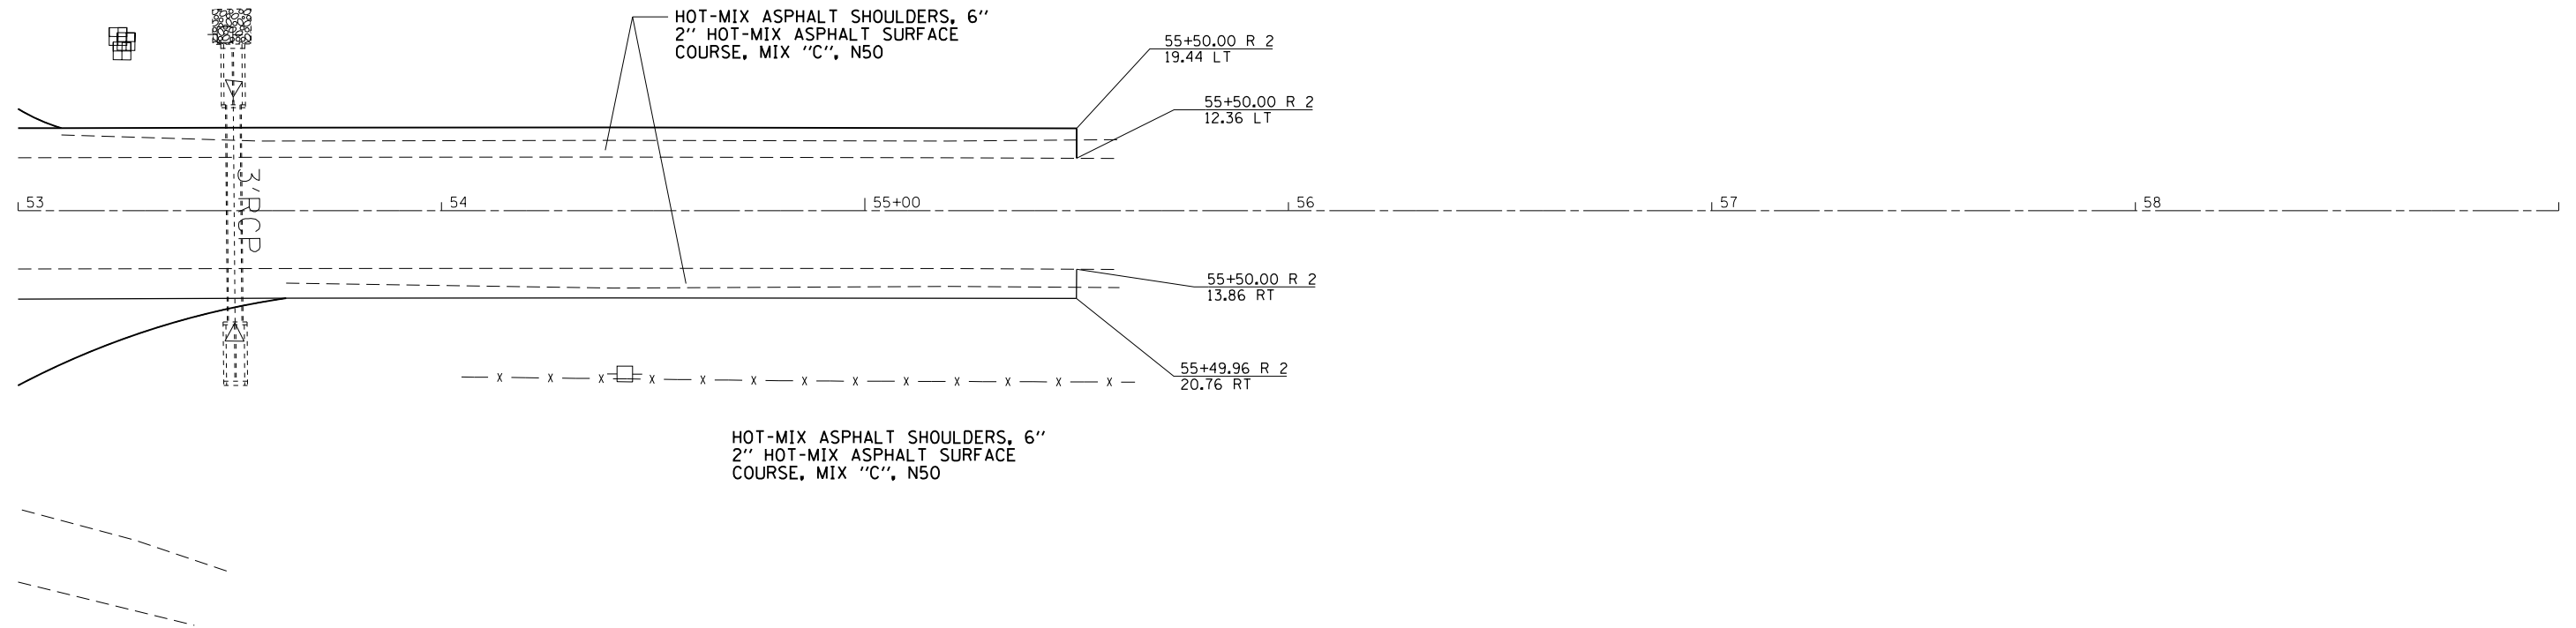 HOT-MIX ASPHALT SHOULDERS, 6"
2" HOT-MIX ASPHALT SURFACE
COURSE, MIX "C", N50
55+50.00 R 2
19.44 LT
55+50.00 R 2
12.36 LT
3' RCP
53
54
55+00
56
57
58
55+50.00 R 2
13.86 RT
55+49.96 R 2
20.76 RT
X X X X X X X X X X X X X
HOT-MIX ASPHALT SHOULDERS, 6"
2" HOT-MIX ASPHALT SURFACE
COURSE, MIX "C", N50